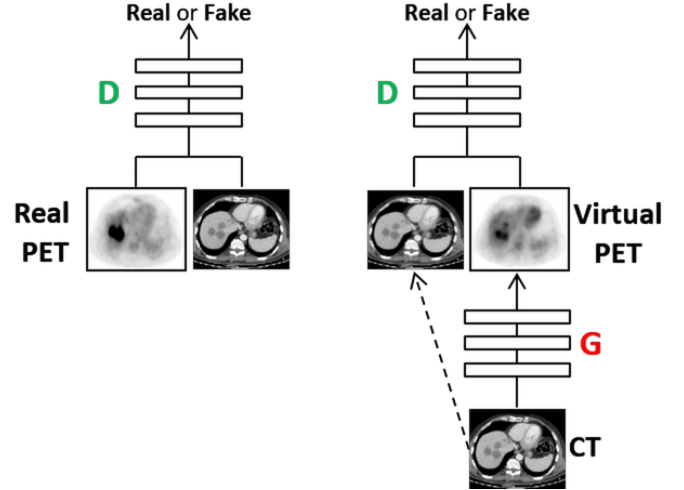 Real or Fake
Real or Fake
D
D
Real
PET
Virtual
PET
G
CT